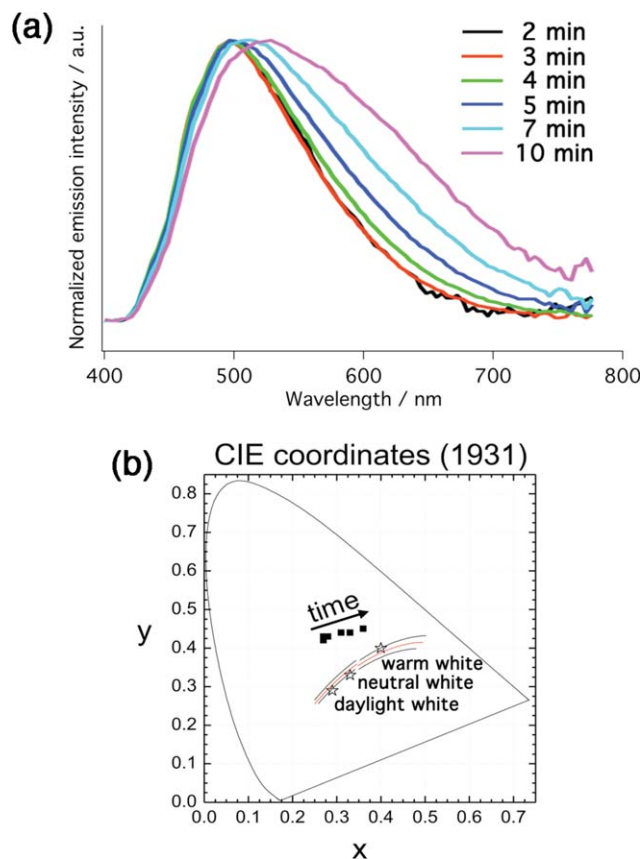 (a)
Normalized emission intensity / a.u.
2 min
3 min
4 min
5 min
7 min
10 min
400 500 600 700 800
Wavelength / nm
(b)
CIE coordinates (1931)
0.8
0.7
0.6
0.5
0.4
0.3
0.2
0.1
0.0
y
time
warm white
neutral white
daylight white
0.0 0.1 0.2 0.3 0.4 0.5 0.6 0.7
x